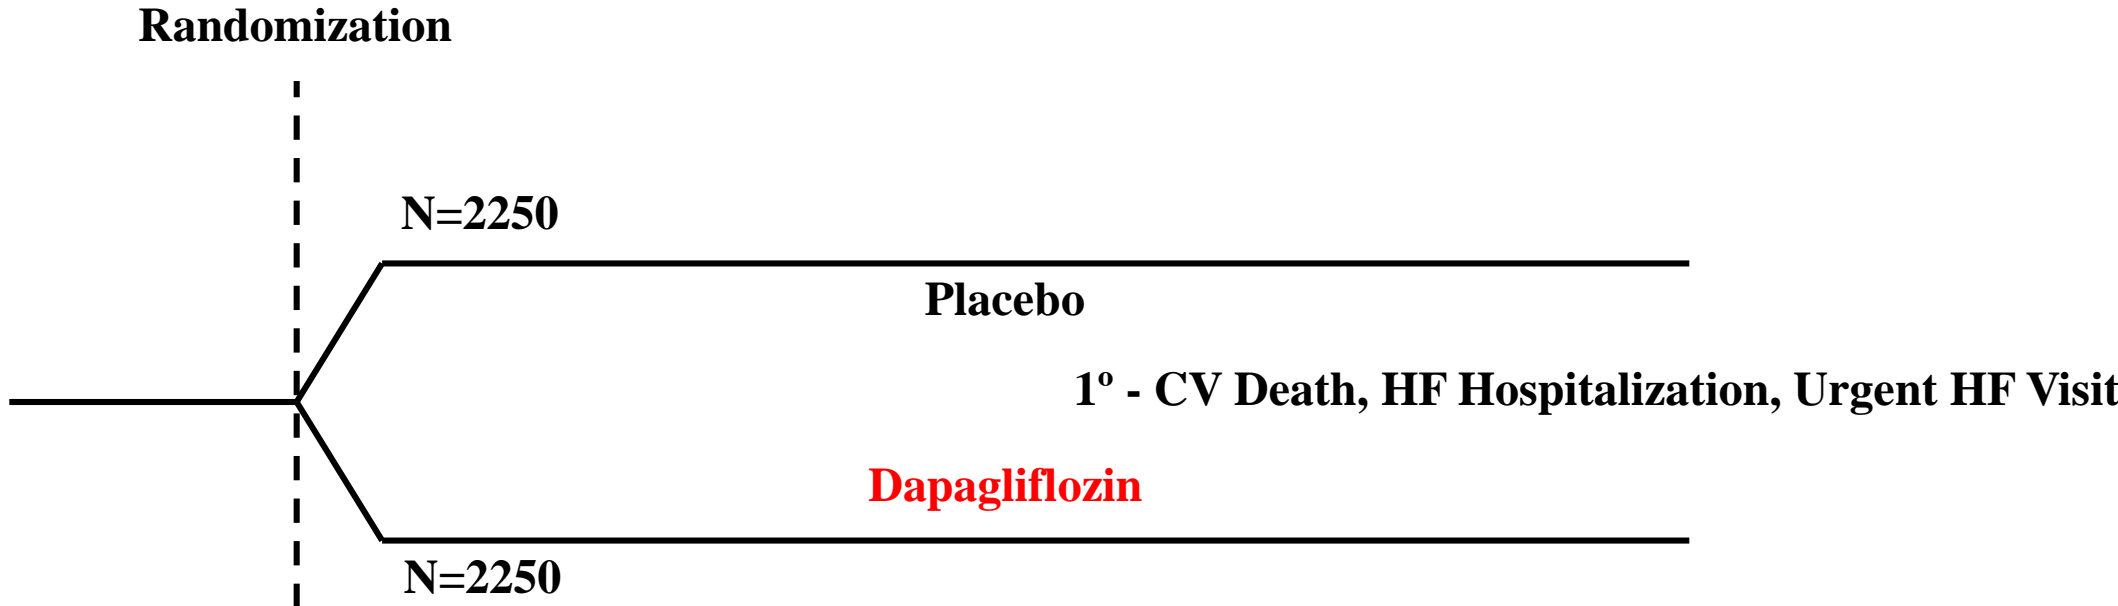 Randomization
N=2250
Placebo
1º - CV Death, HF Hospitalization, Urgent HF Visit
Dapagliflozin
N=2250